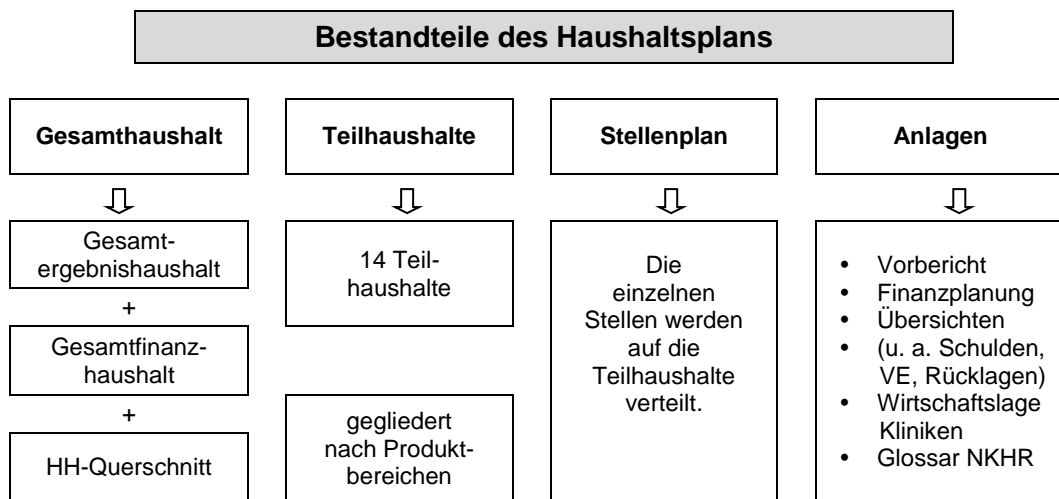 Bestandteile des Haushaltsplans
Gesamthaushalt
Gesamt-
ergebnishaushalt
+
Gesamtfinanz-
haushalt
+
HH-Querschnitt
Teilhaushalte
14 Teil-
haushalte
gegliedert
nach Produkt-
bereichen
Stellenplan
Die
einzelnen
Stellen werden
auf die
Teilhaushalte
verteilt.
Anlagen
• Vorbericht
• Finanzplanung
• Übersichten
• (u. a. Schulden,
VE, Rücklagen)
• Wirtschaftslage
Kliniken
• Glossar NKHR